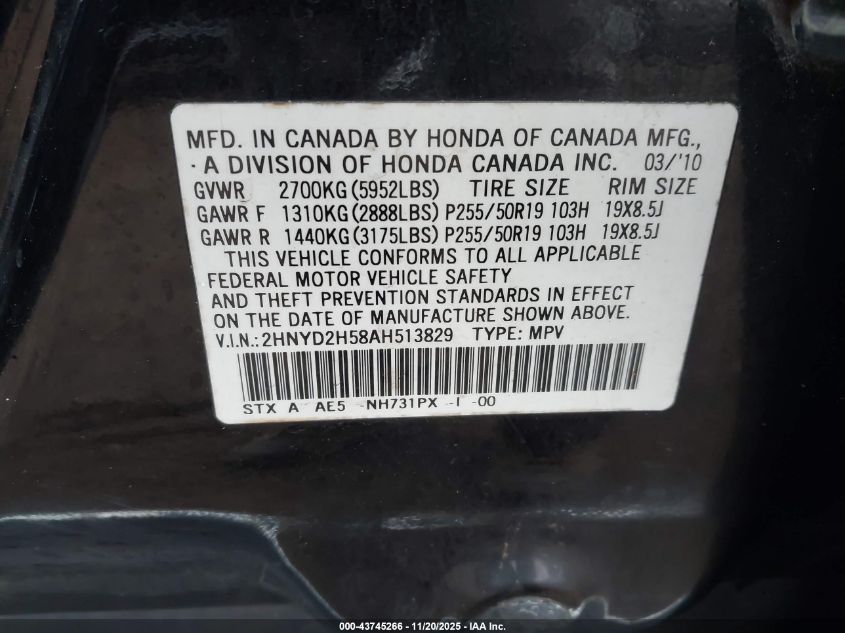 MFD. IN CANADA BY HONDA OF CANADA MFG.,
A DIVISION OF HONDA CANADA INC. 03/'10
GVWR 2700KG (5952LBS) TIRE SIZE RIM SIZE
GAWR F 1310KG (2888LBS) P255/50R19 103H 19X8.5J
GAWR R 1440KG (3175LBS) P255/50R19 103H 19X8.5J
THIS VEHICLE CONFORMS TO ALL APPLICABLE
FEDERAL MOTOR VEHICLE SAFETY
AND THEFT PREVENTION STANDARDS IN EFFECT
ON THE DATE OF MANUFACTURE SHOWN ABOVE.
V.I.N.: 2HNYD2H58AH513829 TYPE: MPV
STX A AE5 NH731PX -I -00
000-43745266 - 11/20/2025 - IAA Inc.